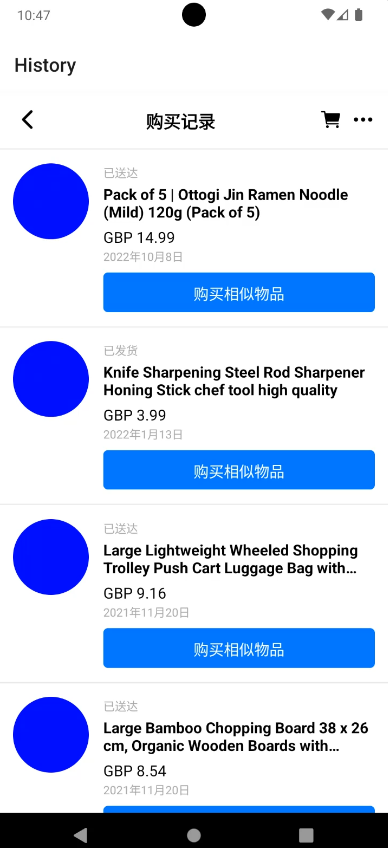 10:47
History
购买记录
已送达
Pack of 5 | Ottogi Jin Ramen Noodle
(Mild) 120g (Pack of 5)
GBP 14.99
2022年10月8日
购买相似物品
已发货
Knife Sharpening Steel Rod Sharpener
Honing Stick chef tool high quality
GBP 3.99
2022年1月13日
购买相似物品
已送达
Large Lightweight Wheeled Shopping
Trolley Push Cart Luggage Bag with…
GBP 9.16
2021年11月20日
购买相似物品
已送达
Large Bamboo Chopping Board 38 x 26
cm, Organic Wooden Boards with…
GBP 8.54
2021年11月20日